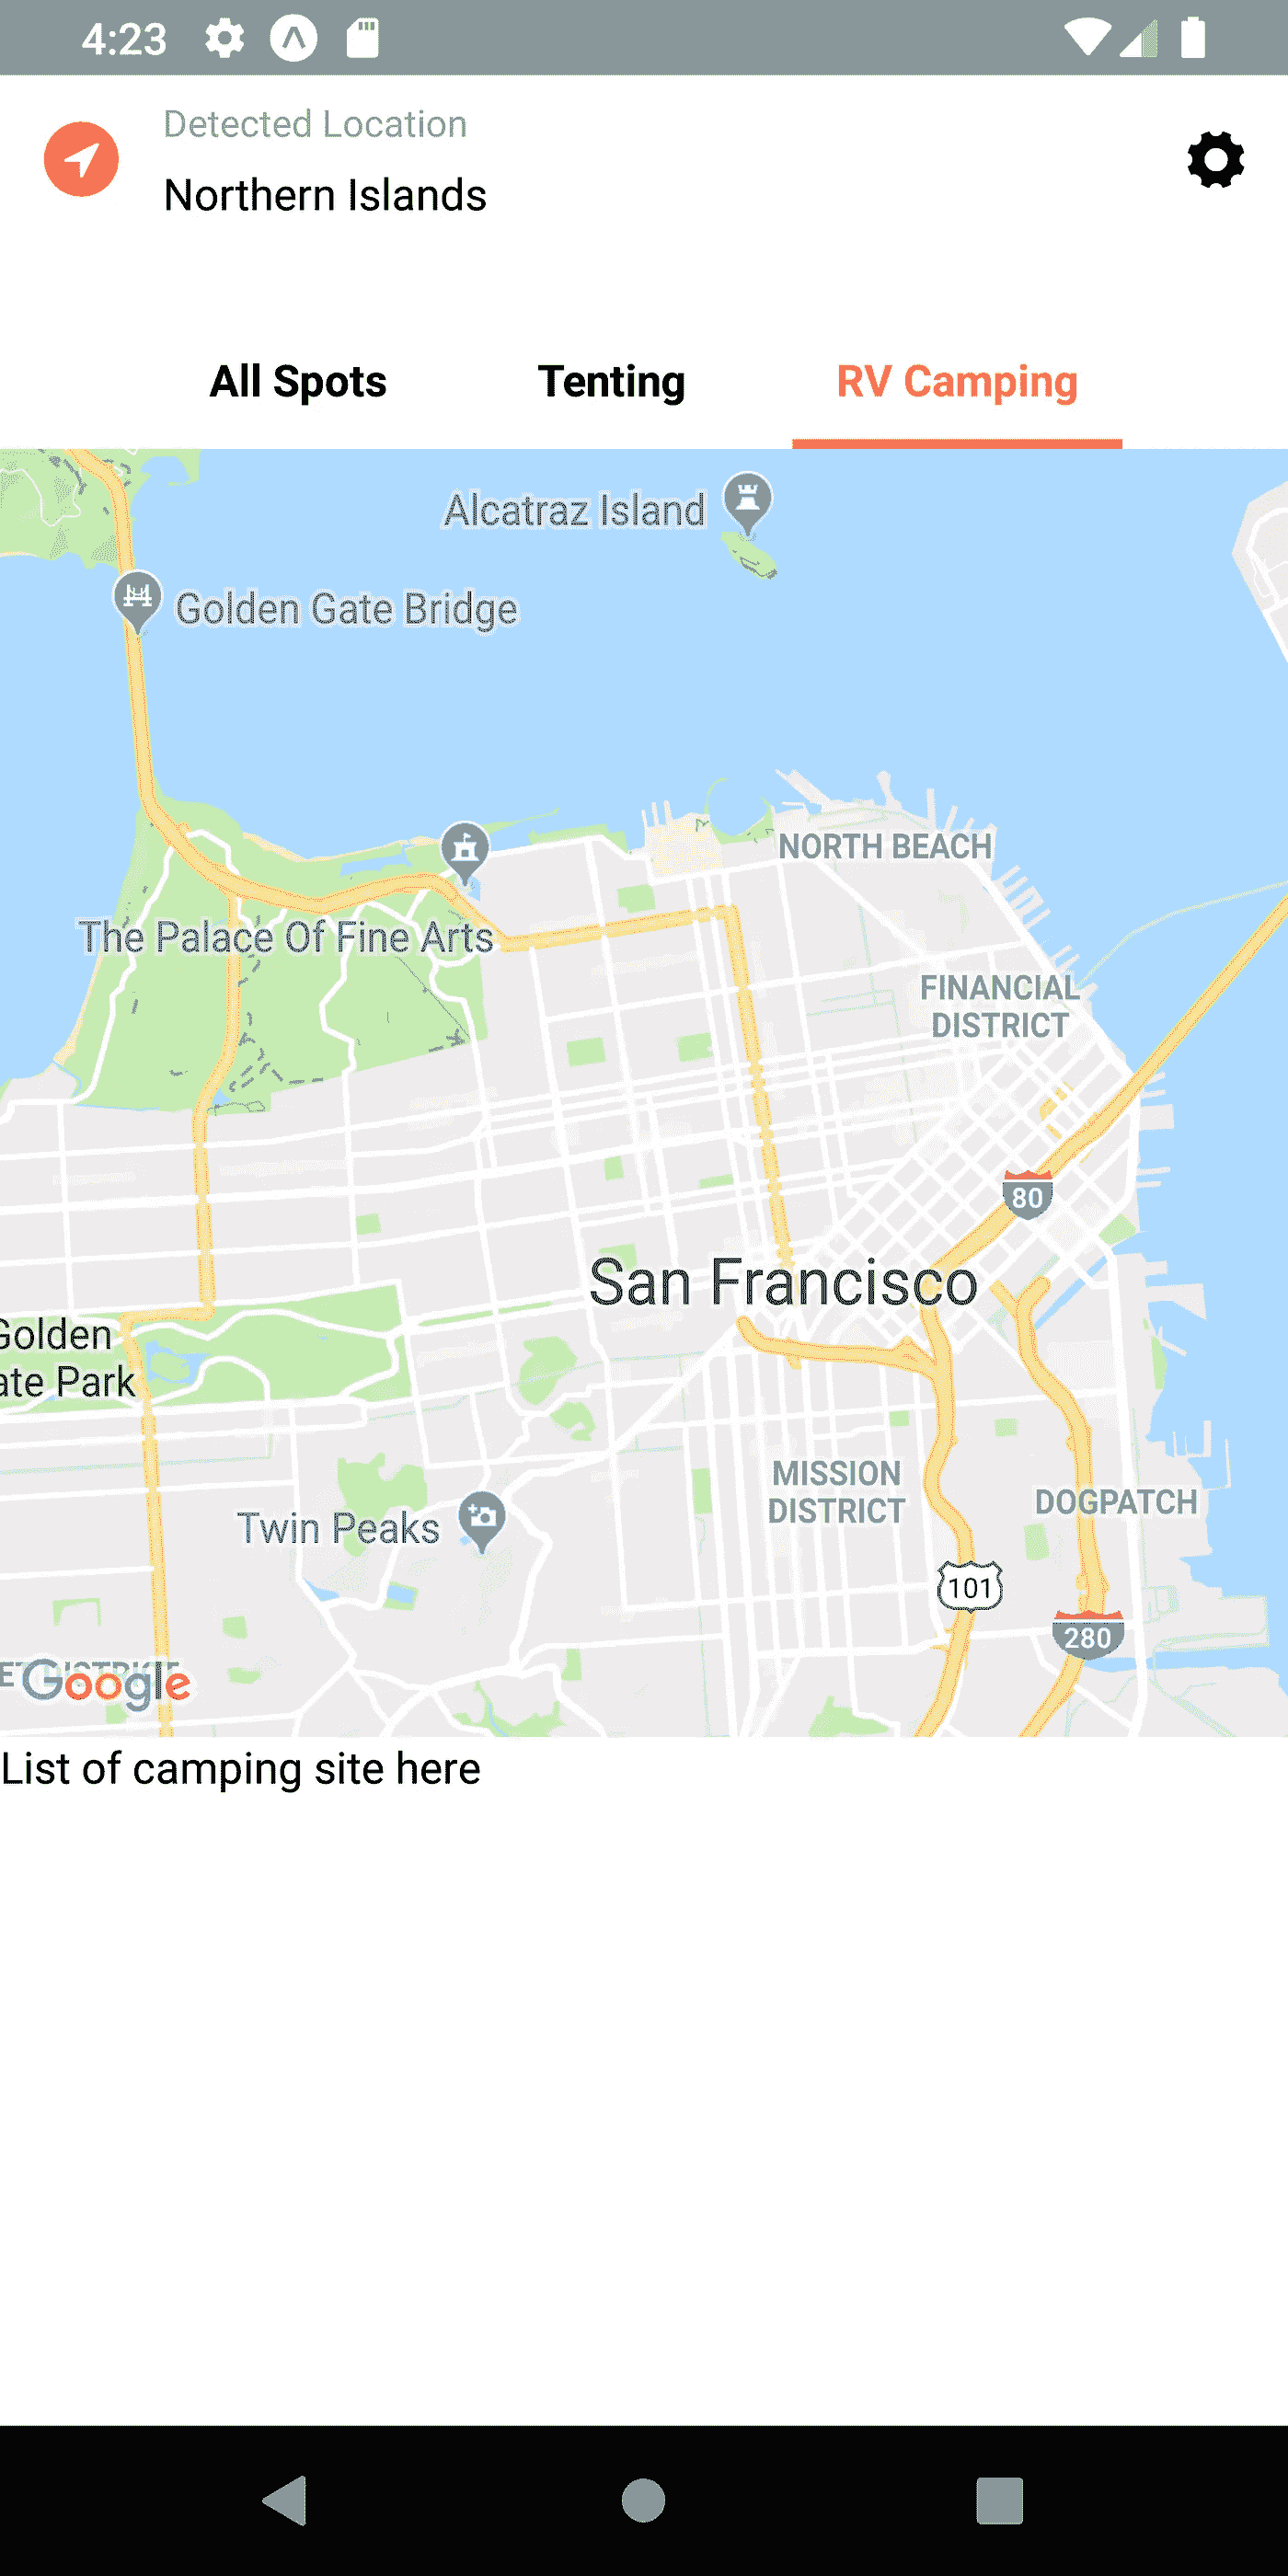 4:23
Detected Location
Northern Islands
All Spots Tenting RV Camping
Alcatraz Island
Golden Gate Bridge
NORTH BEACH
The Palace Of Fine Arts
FINANCIAL
DISTRICT
80
San Francisco
Golden
ate Park
MISSION
DISTRICT
DOGPATCH
Twin Peaks
101
280
Google
List of camping site here